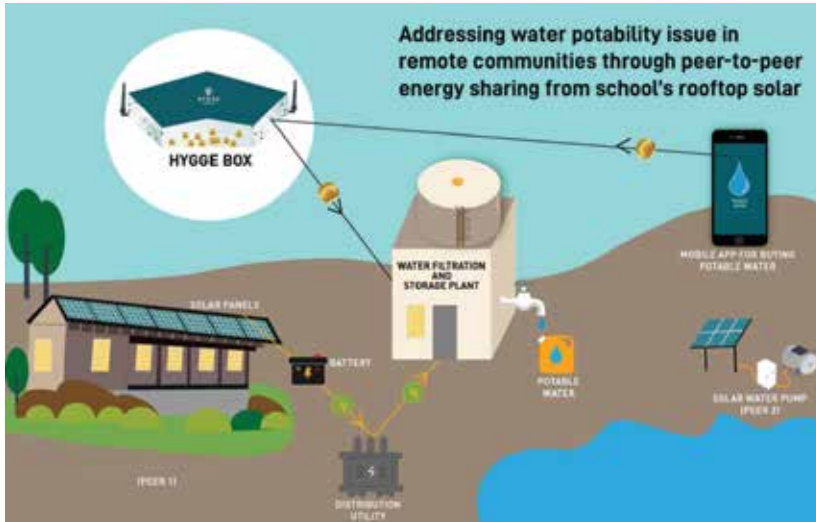 Addressing water potability issue in
remote communities through peer-to-peer
energy sharing from school's rooftop solar
HYGGE BOX
WATER FILTRATION
AND
STORAGE PLANT
MOBILE APP FOR BUYING
POTABLE WATER
SOLAR PANELS
BATTERY
POTABLE
WATER
SOLAR WATER PUMP
(PEER 2)
(PEER 1)
DISTRIBUTION
UTILITY